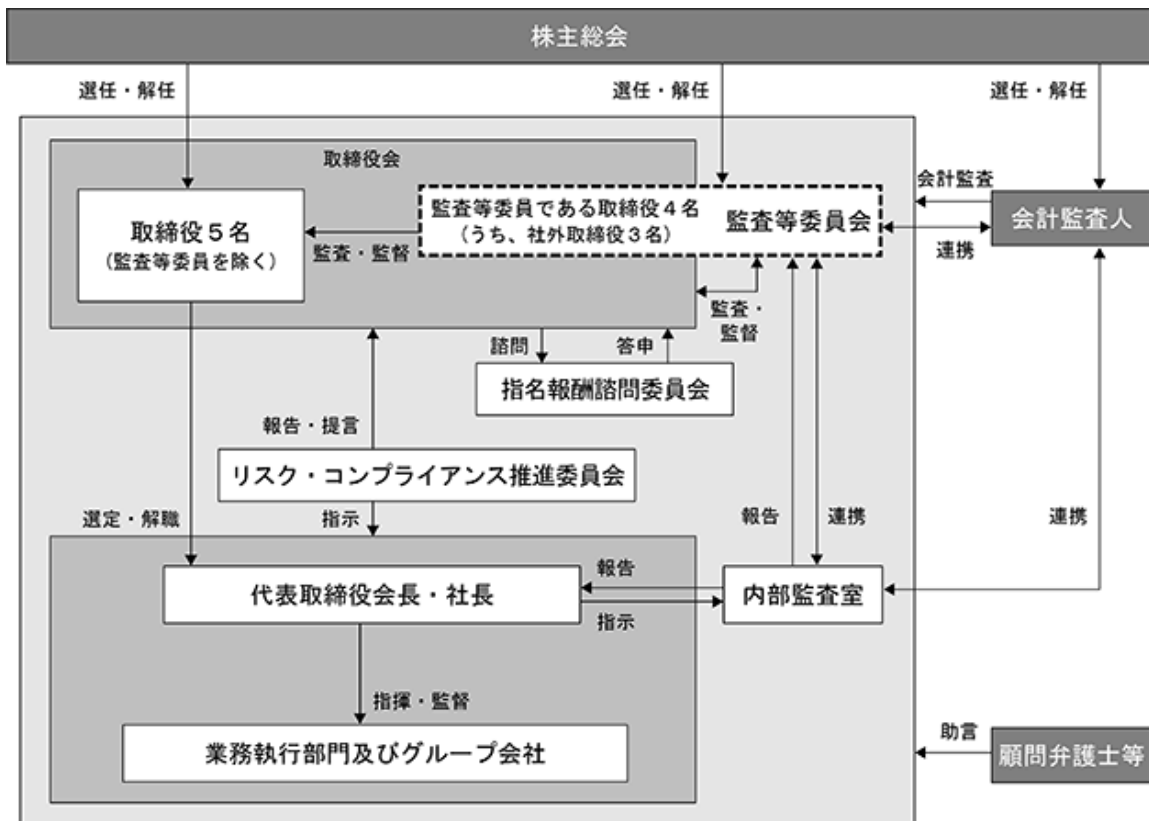 株主総会
選任・解任
選任・解任
選任・解任
取締役会
取締役5名
(監査等委員を除く)
監査・監督
監査等委員である取締役4名
(うち、社外取締役3名)
監査等委員会
会計監査
会計監査人
連携
監査・
監督
諮問
答申
指名報酬諮問委員会
報告・提言
リスク・コンプライアンス推進委員会
選定・解職
指示
報告
連携
連携
代表取締役会長・社長
報告
指示
内部監査室
指揮・監督
業務執行部門及びグループ会社
助言
顧問弁護士等